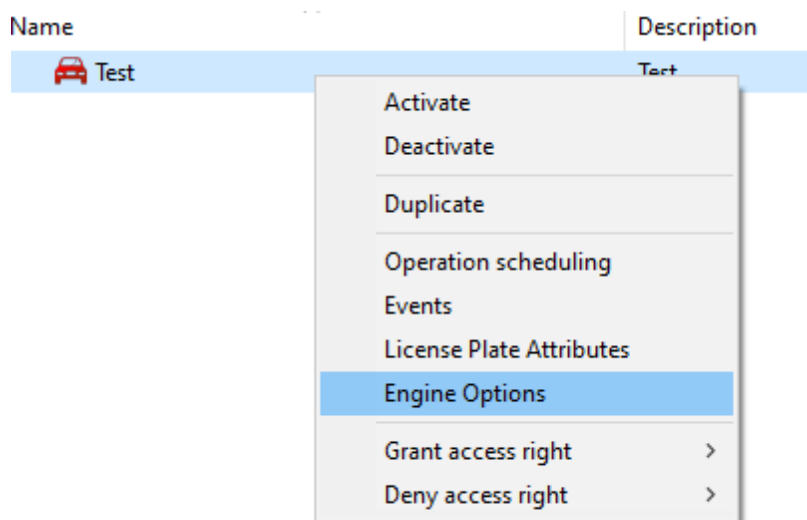 Name Description
Test Test
Activate
Deactivate
Duplicate
Operation scheduling
Events
License Plate Attributes
Engine Options
Grant access right
Deny access right